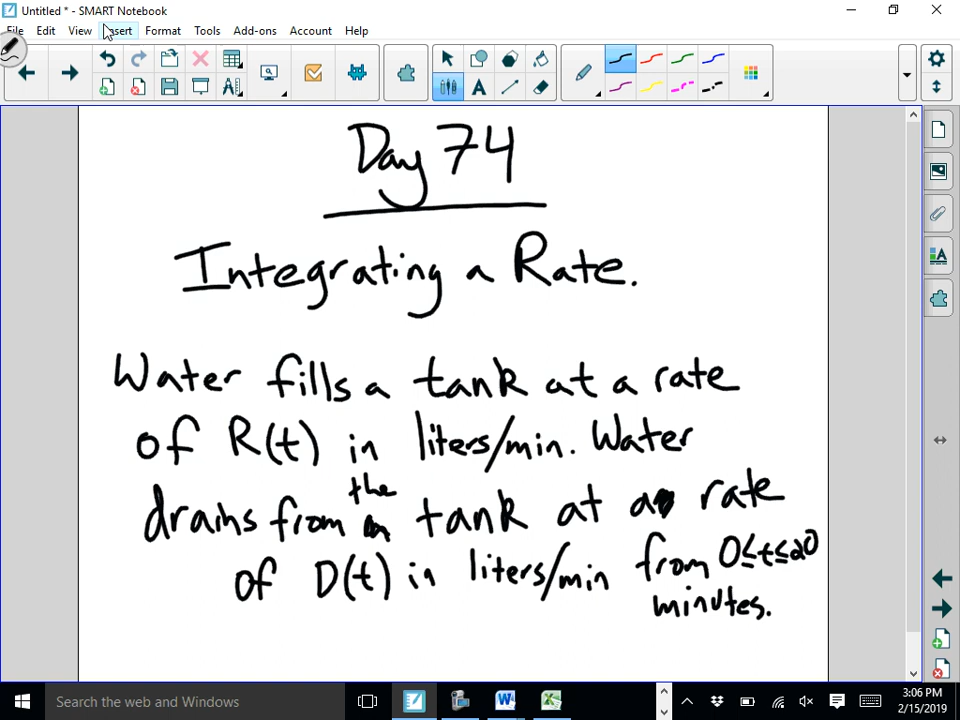 Untitled * - SMART Notebook
File Edit View Insert Format Tools Add-ons Account Help
Day 74
Integrating a Rate.
Water fills a tank at a rate
of R(t) in liters/min. Water
the
drains from tank at a rate
of D(t) in liters/min from 0≤t≤20
minutes.
Search the web and Windows
3:06 PM
2/15/2019